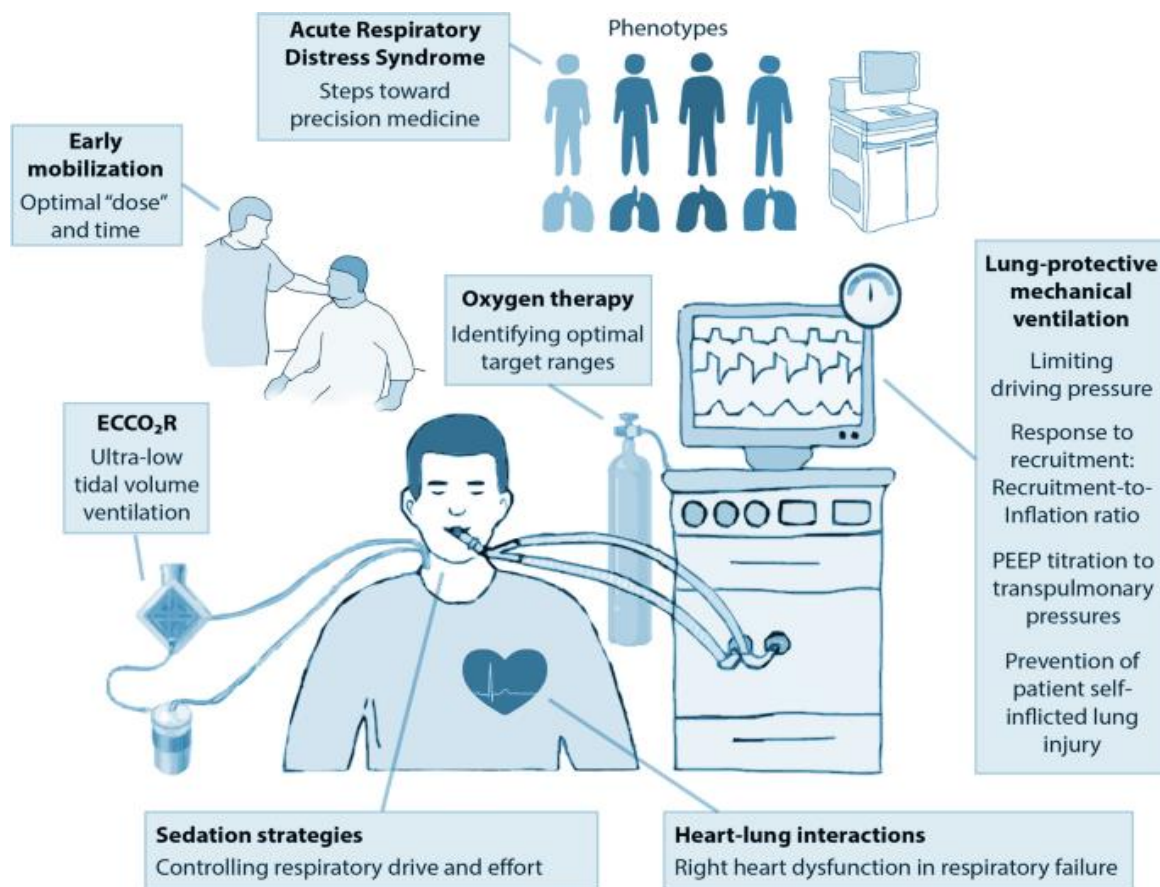 Acute Respiratory
Distress Syndrome
Steps toward
precision medicine
Phenotypes
Early
mobilization
Optimal “dose”
and time
Oxygen therapy
Identifying optimal
target ranges
Lung-protective
mechanical
ventilation
Limiting
driving pressure
Response to
recruitment:
Recruitment-to-
Inflation ratio
PEEP titration to
transpulmonary
pressures
Prevention of
patient self-
inflicted lung
injury
ECCO₂R
Ultra-low
tidal volume
ventilation
Sedation strategies
Controlling respiratory drive and effort
Heart-lung interactions
Right heart dysfunction in respiratory failure